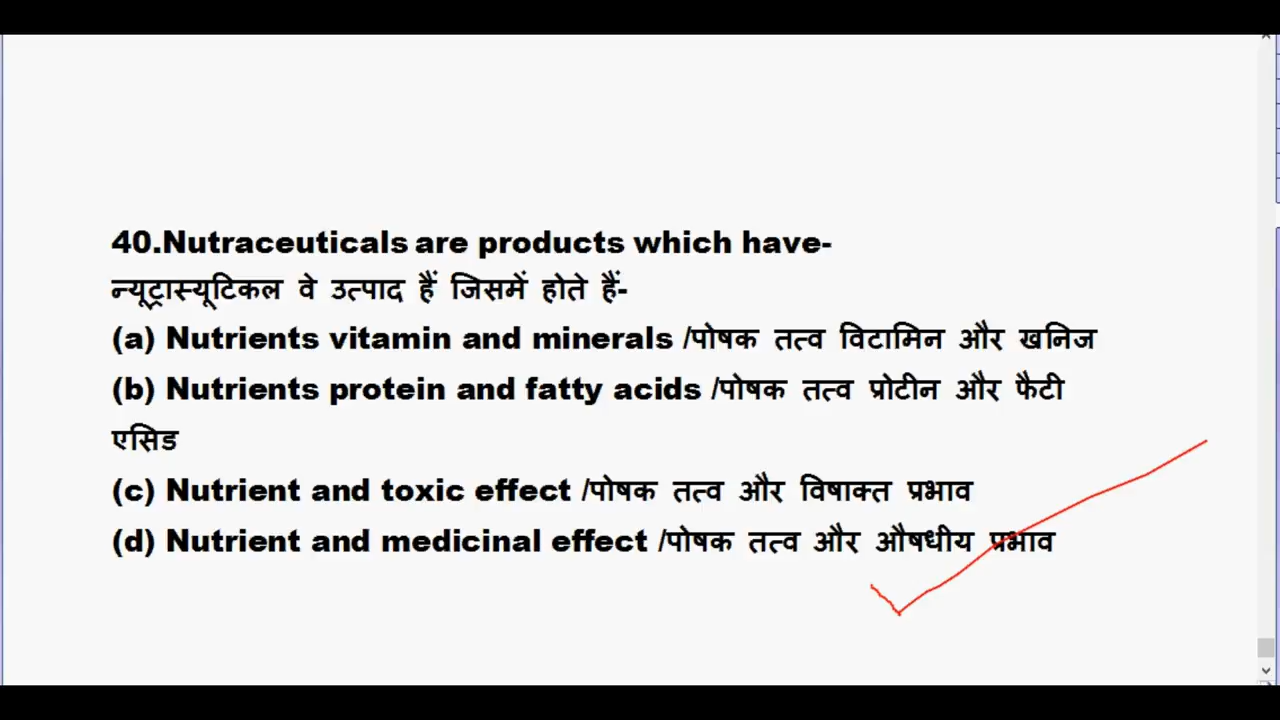 40.Nutraceuticals are products which have-
न्यूट्रास्यूटिकल वे उत्पाद हैं जिसमें होते हैं-
(a) Nutrients vitamin and minerals /पोषक तत्व विटामिन और खनिज
(b) Nutrients protein and fatty acids /पोषक तत्व प्रोटीन और फैटी
एसिड
(c) Nutrient and toxic effect /पोषक तत्व और विषाक्त प्रभाव
(d) Nutrient and medicinal effect /पोषक तत्व और औषधीय प्रभाव